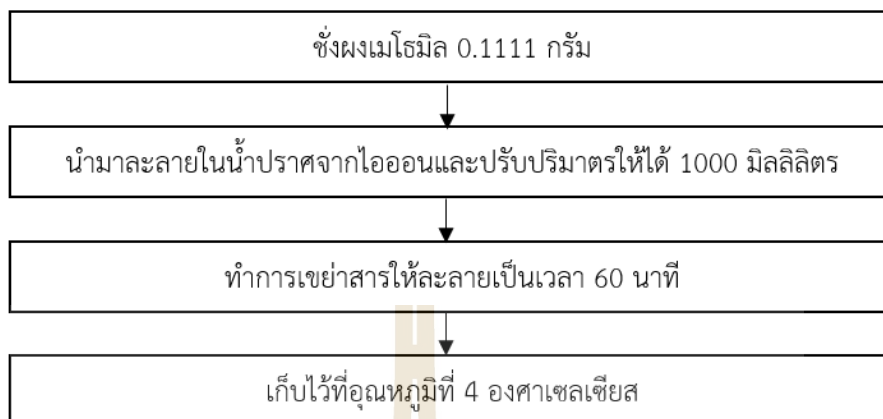 ชั่งผงเมโธมิล 0.1111 กรัม
นำมาละลายในน้ำปราศจากไอออนและปรับปริมาตรให้ได้ 1000 มิลลิลิตร
ทำการเขย่าสารให้ละลายเป็นเวลา 60 นาที
เก็บไว้ที่อุณหภูมิที่ 4 องศาเซลเซียส